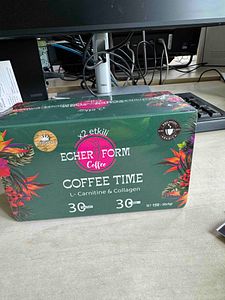 x2 etkili
ECHER FORM
Coffee
COFFEE TIME
L-Carnitine & Collagen
30 30